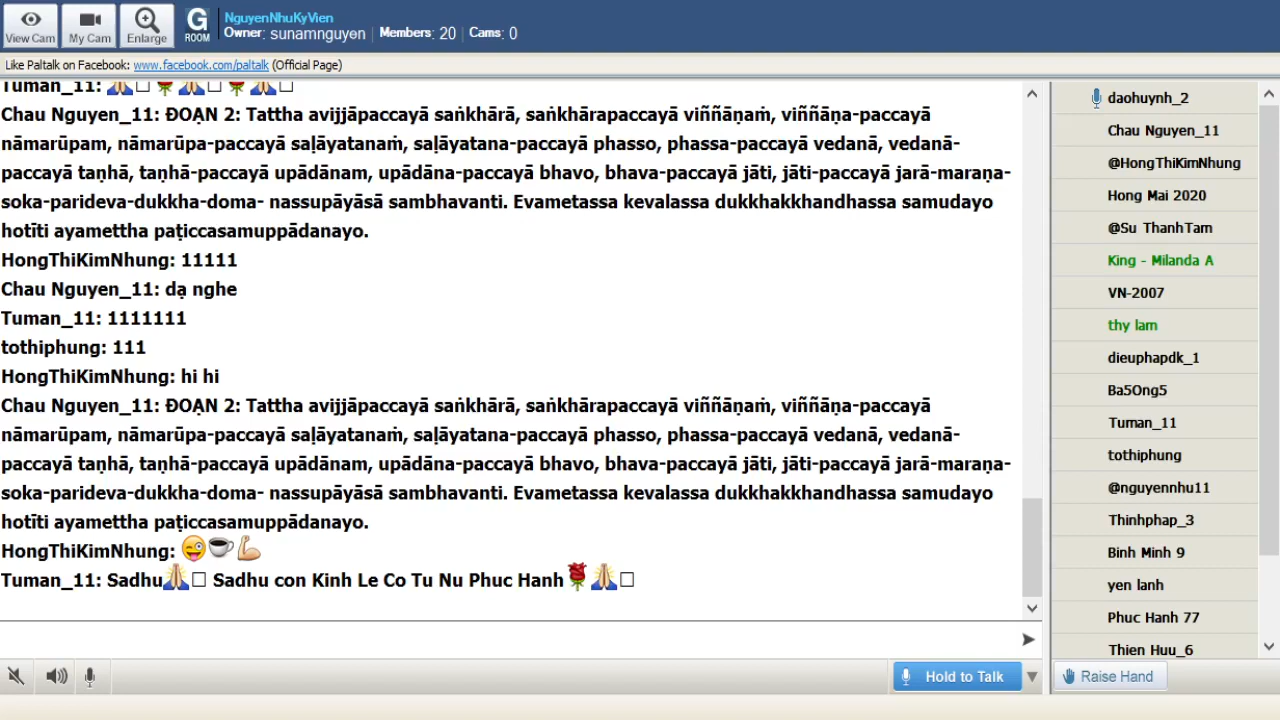 View Cam
My Cam
Enlarge
G
ROOM
NguyenNhuKyVien
Owner: sunamnguyen | Members: 20 | Cams: 0
Like Paltalk on Facebook: www.facebook.com/paltalk (Official Page)
Tuman_11: 🙏□🌹🙏□🌹🙏□
Chau Nguyen_11: ĐOẠN 2: Tattha avijjāpaccayā saṅkhārā, saṅkhārapaccayā viññāṇaṁ, viññāṇa-paccayā
nāmarūpam, nāmarūpa-paccayā saḷāyatanaṁ, saḷāyatana-paccayā phasso, phassa-paccayā vedanā, vedanā-
paccayā taṇhā, taṇhā-paccayā upādānam, upādāna-paccayā bhavo, bhava-paccayā jāti, jāti-paccayā jarā-maraṇa-
soka-parideva-dukkha-doma- nassupāyāsā sambhavanti. Evametassa kevalassa dukkhakkhandhassa samudayo
hotīti ayamettha paṭiccasamuppādanayo.
HongThiKimNhung: 11111
Chau Nguyen_11: dạ nghe
Tuman_11: 1111111
tothiphung: 111
HongThiKimNhung: hi hi
Chau Nguyen_11: ĐOẠN 2: Tattha avijjāpaccayā saṅkhārā, saṅkhārapaccayā viññāṇaṁ, viññāṇa-paccayā
nāmarūpam, nāmarūpa-paccayā saḷāyatanaṁ, saḷāyatana-paccayā phasso, phassa-paccayā vedanā, vedanā-
paccayā taṇhā, taṇhā-paccayā upādānam, upādāna-paccayā bhavo, bhava-paccayā jāti, jāti-paccayā jarā-maraṇa-
soka-parideva-dukkha-doma- nassupāyāsā sambhavanti. Evametassa kevalassa dukkhakkhandhassa samudayo
hotīti ayamettha paṭiccasamuppādanayo.
HongThiKimNhung: 😜☕💪
Tuman_11: Sadhu🙏□ Sadhu con Kinh Le Co Tu Nu Phuc Hanh🌹🙏□
daohuynh_2
Chau Nguyen_11
@HongThiKimNhung
Hong Mai 2020
@Su ThanhTam
King - Milanda A
VN-2007
thy lam
dieuphapdk_1
Ba5Ong5
Tuman_11
tothiphung
@nguyennhu11
Thinhphap_3
Binh Minh 9
yen lanh
Phuc Hanh 77
Thien Huu_6
Hold to Talk
Raise Hand